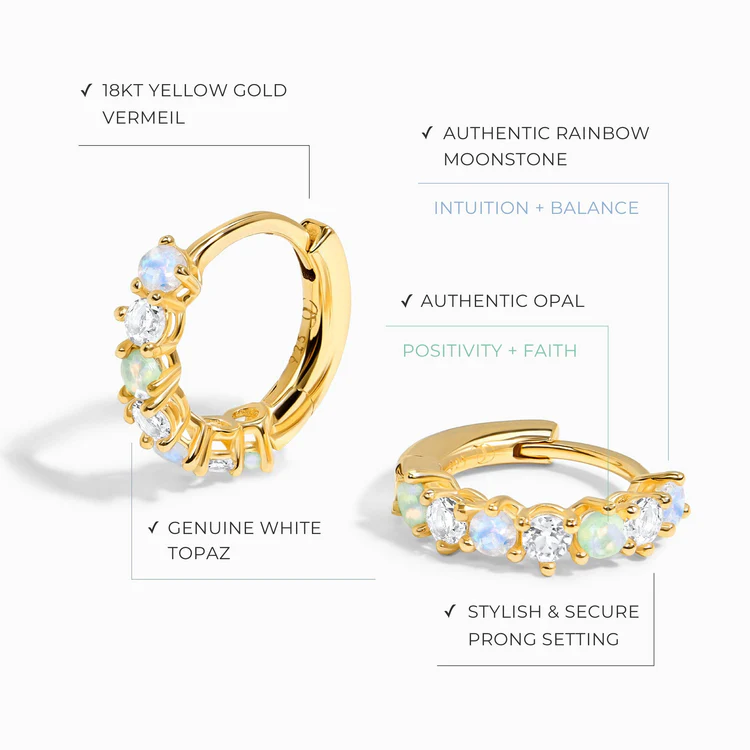 ✓ 18KT YELLOW GOLD
VERMEIL
✓ AUTHENTIC RAINBOW
MOONSTONE
INTUITION + BALANCE
✓ AUTHENTIC OPAL
POSITIVITY + FAITH
925
✓ GENUINE WHITE
TOPAZ
✓ STYLISH & SECURE
PRONG SETTING